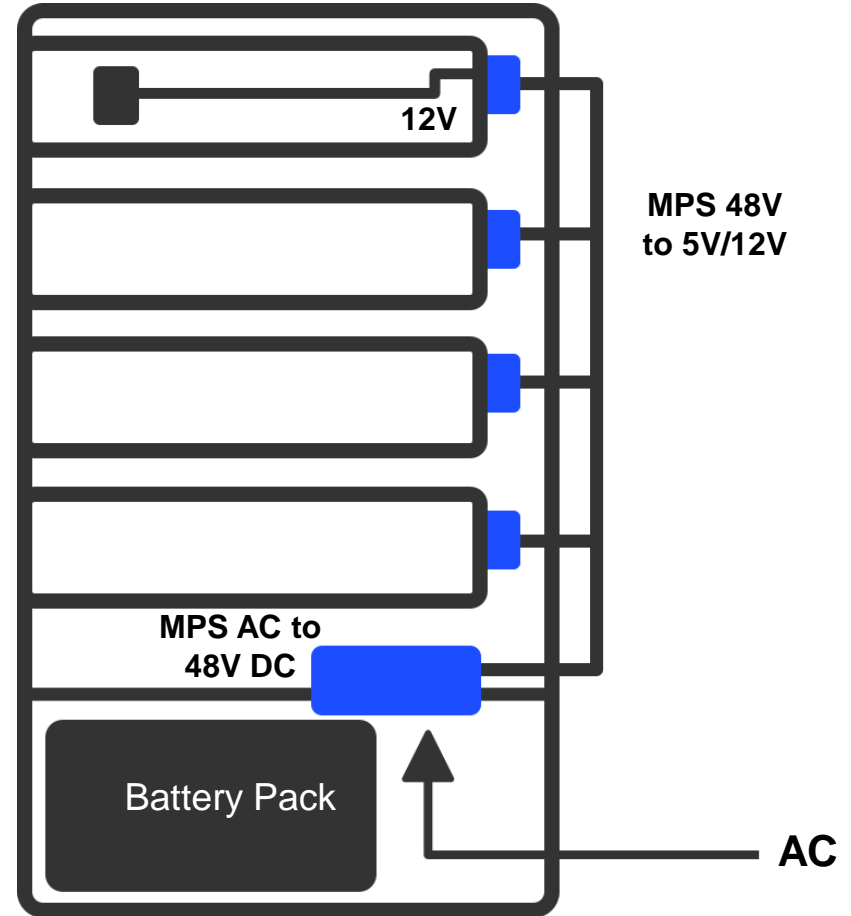 12V
MPS 48V
to 5V/12V
MPS AC to
48V DC
Battery Pack
AC